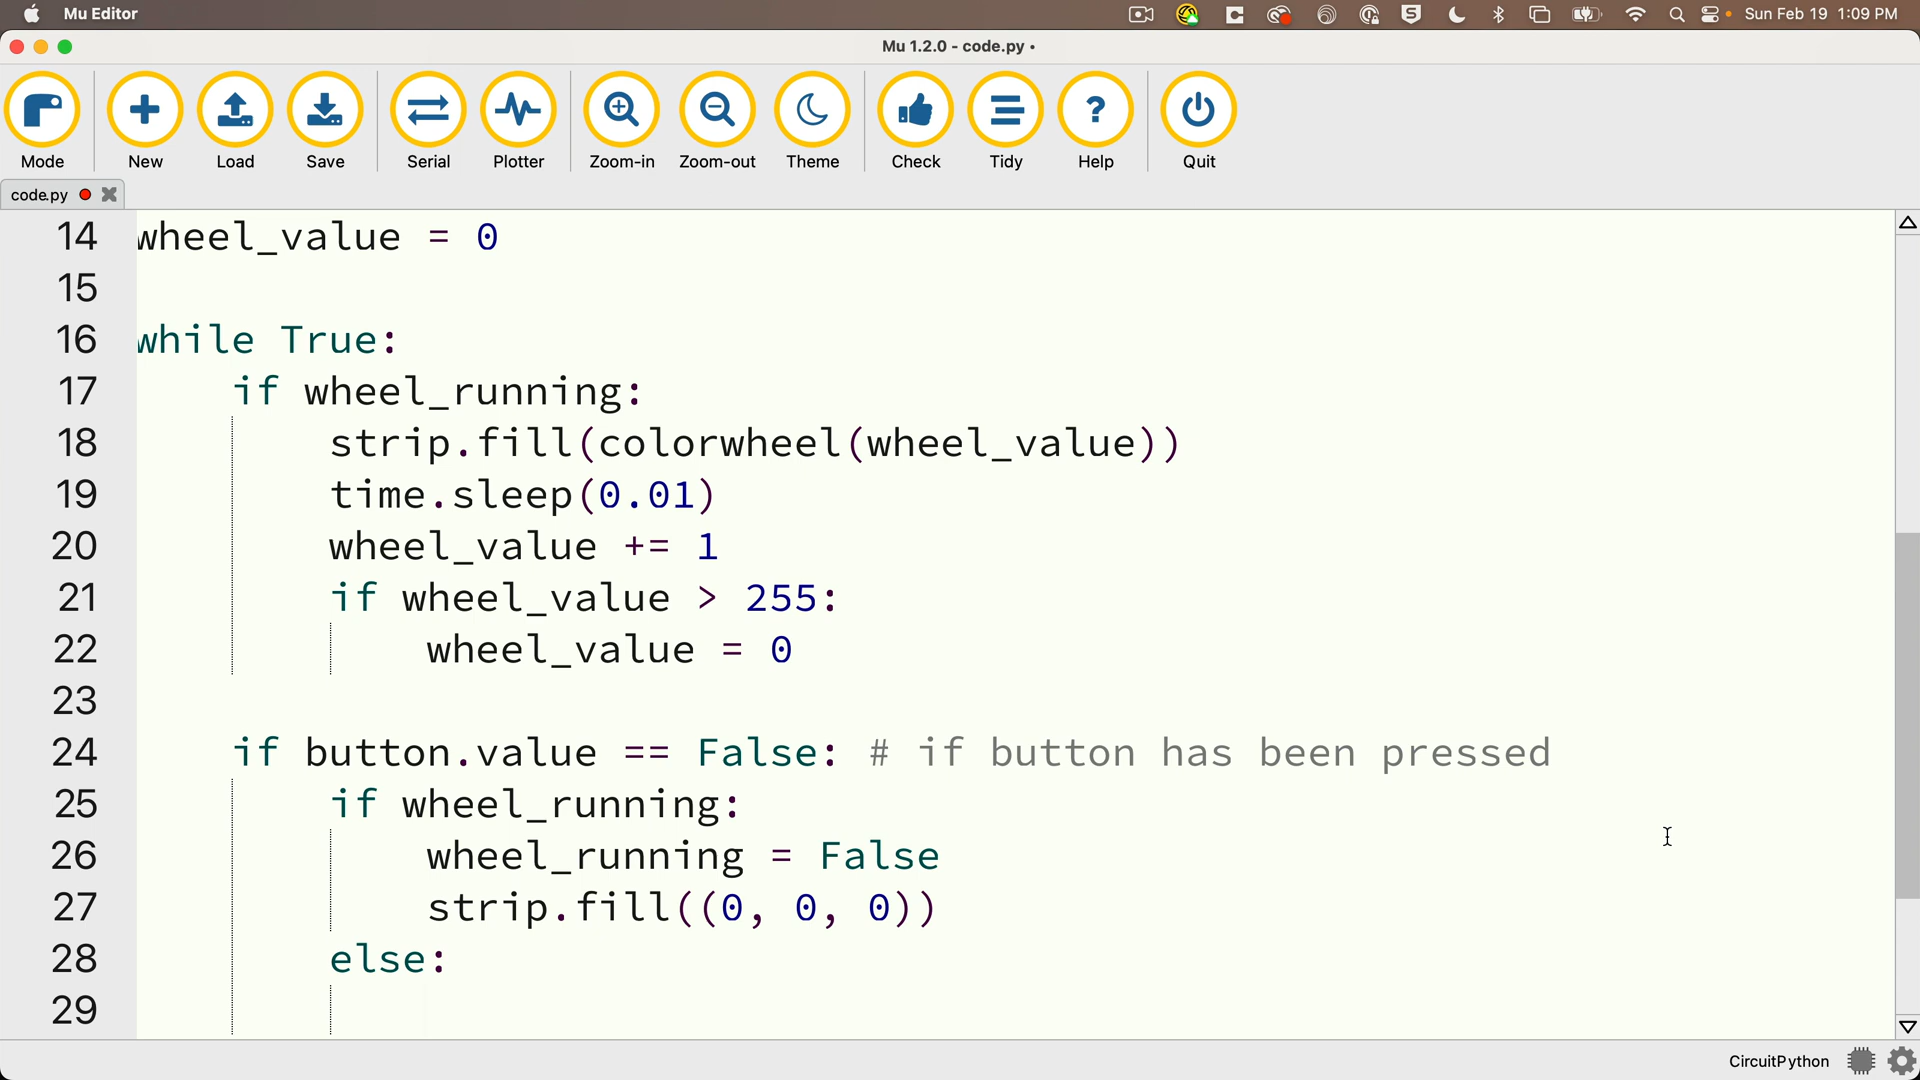 Mu Editor
Sun Feb 19 1:09 PM
Mu 1.2.0 - code.py •
Mode New Load Save Serial Plotter Zoom-in Zoom-out Theme Check Tidy Help Quit
code.py
14 wheel_value = 0
15
16 while True:
17 if wheel_running:
18 strip.fill(colorwheel(wheel_value))
19 time.sleep(0.01)
20 wheel_value += 1
21 if wheel_value > 255:
22 wheel_value = 0
23
24 if button.value == False: # if button has been pressed
25 if wheel_running:
26 wheel_running = False
27 strip.fill((0, 0, 0))
28 else:
29
CircuitPython